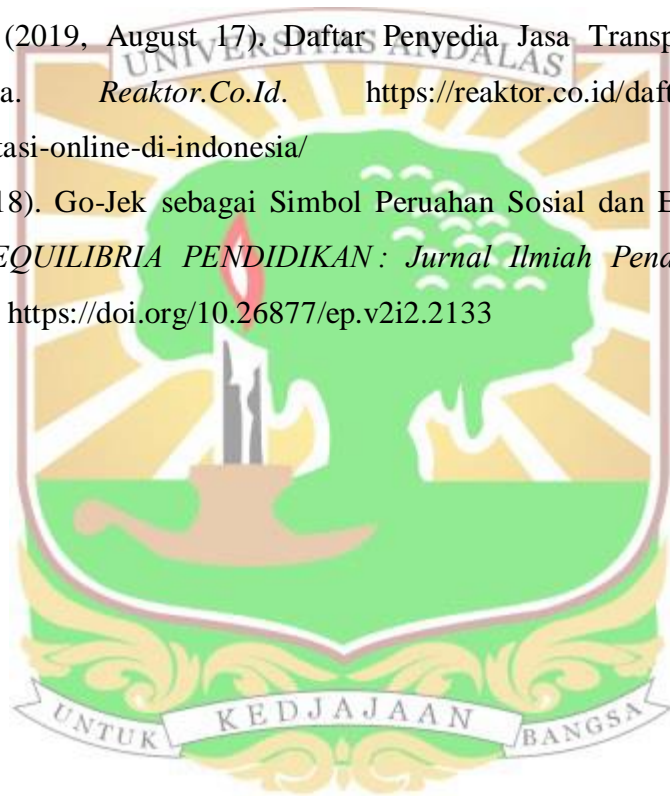 (2019, August 17). Daftar Penyedia Jasa Transp
UNIVERSITAS ANDALAS
a. Reaktor.Co.Id. https://reaktor.co.id/daft
tasi-online-di-indonesia/
18). Go-Jek sebagai Simbol Peruahan Sosial dan E
EQUILIBRIA PENDIDIKAN : Jurnal Ilmiah Pend
https://doi.org/10.26877/ep.v2i2.2133
UNTUK KEDJAJAAN BANGSA